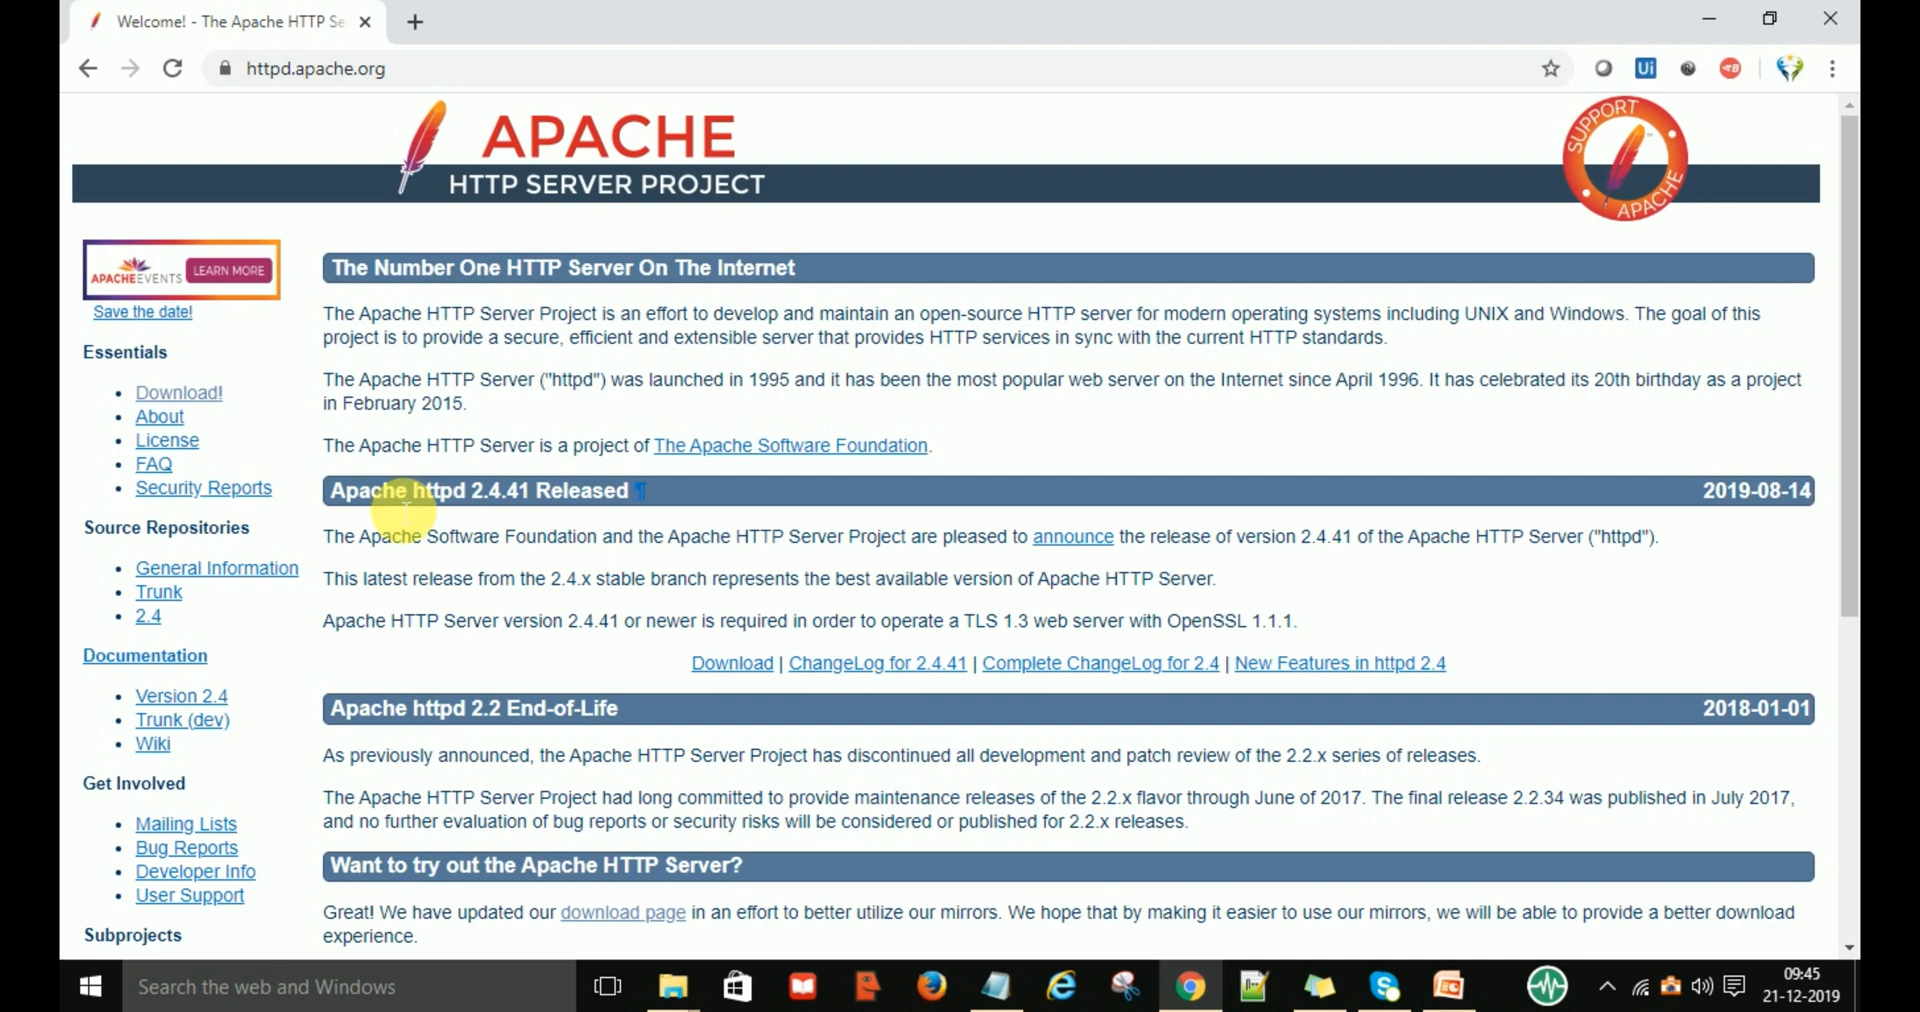 Welcome! - The Apache HTTP Se
httpd.apache.org
Ui
APACHE
HTTP SERVER PROJECT
SUPPORT
APACHE
APACHEEVENTS LEARN MORE
Save the date!
Essentials
Download!
About
License
FAQ
Security Reports
Source Repositories
General Information
Trunk
2.4
Documentation
Version 2.4
Trunk (dev)
Wiki
Get Involved
Mailing Lists
Bug Reports
Developer Info
User Support
Subprojects
The Number One HTTP Server On The Internet
The Apache HTTP Server Project is an effort to develop and maintain an open-source HTTP server for modern operating systems including UNIX and Windows. The goal of this
project is to provide a secure, efficient and extensible server that provides HTTP services in sync with the current HTTP standards.
The Apache HTTP Server ("httpd") was launched in 1995 and it has been the most popular web server on the Internet since April 1996. It has celebrated its 20th birthday as a project
in February 2015.
The Apache HTTP Server is a project of The Apache Software Foundation.
Apache httpd 2.4.41 Released ¶ 2019-08-14
The Apache Software Foundation and the Apache HTTP Server Project are pleased to announce the release of version 2.4.41 of the Apache HTTP Server ("httpd").
This latest release from the 2.4.x stable branch represents the best available version of Apache HTTP Server.
Apache HTTP Server version 2.4.41 or newer is required in order to operate a TLS 1.3 web server with OpenSSL 1.1.1.
Download | ChangeLog for 2.4.41 | Complete ChangeLog for 2.4 | New Features in httpd 2.4
Apache httpd 2.2 End-of-Life 2018-01-01
As previously announced, the Apache HTTP Server Project has discontinued all development and patch review of the 2.2.x series of releases.
The Apache HTTP Server Project had long committed to provide maintenance releases of the 2.2.x flavor through June of 2017. The final release 2.2.34 was published in July 2017,
and no further evaluation of bug reports or security risks will be considered or published for 2.2.x releases.
Want to try out the Apache HTTP Server?
Great! We have updated our download page in an effort to better utilize our mirrors. We hope that by making it easier to use our mirrors, we will be able to provide a better download
experience.
Search the web and Windows
09:45
21-12-2019